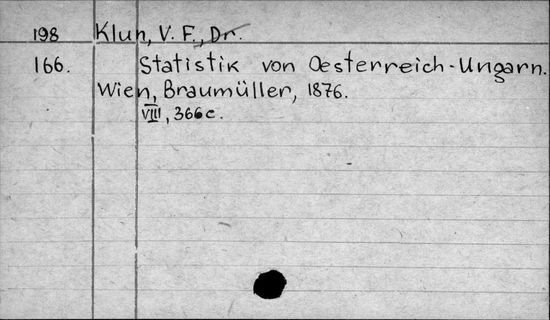 198 Klun, V. F., Dr.
166. Statistik von Oesterreich-Ungarn.
Wien, Braumüller, 1876.
VIII, 366 c.